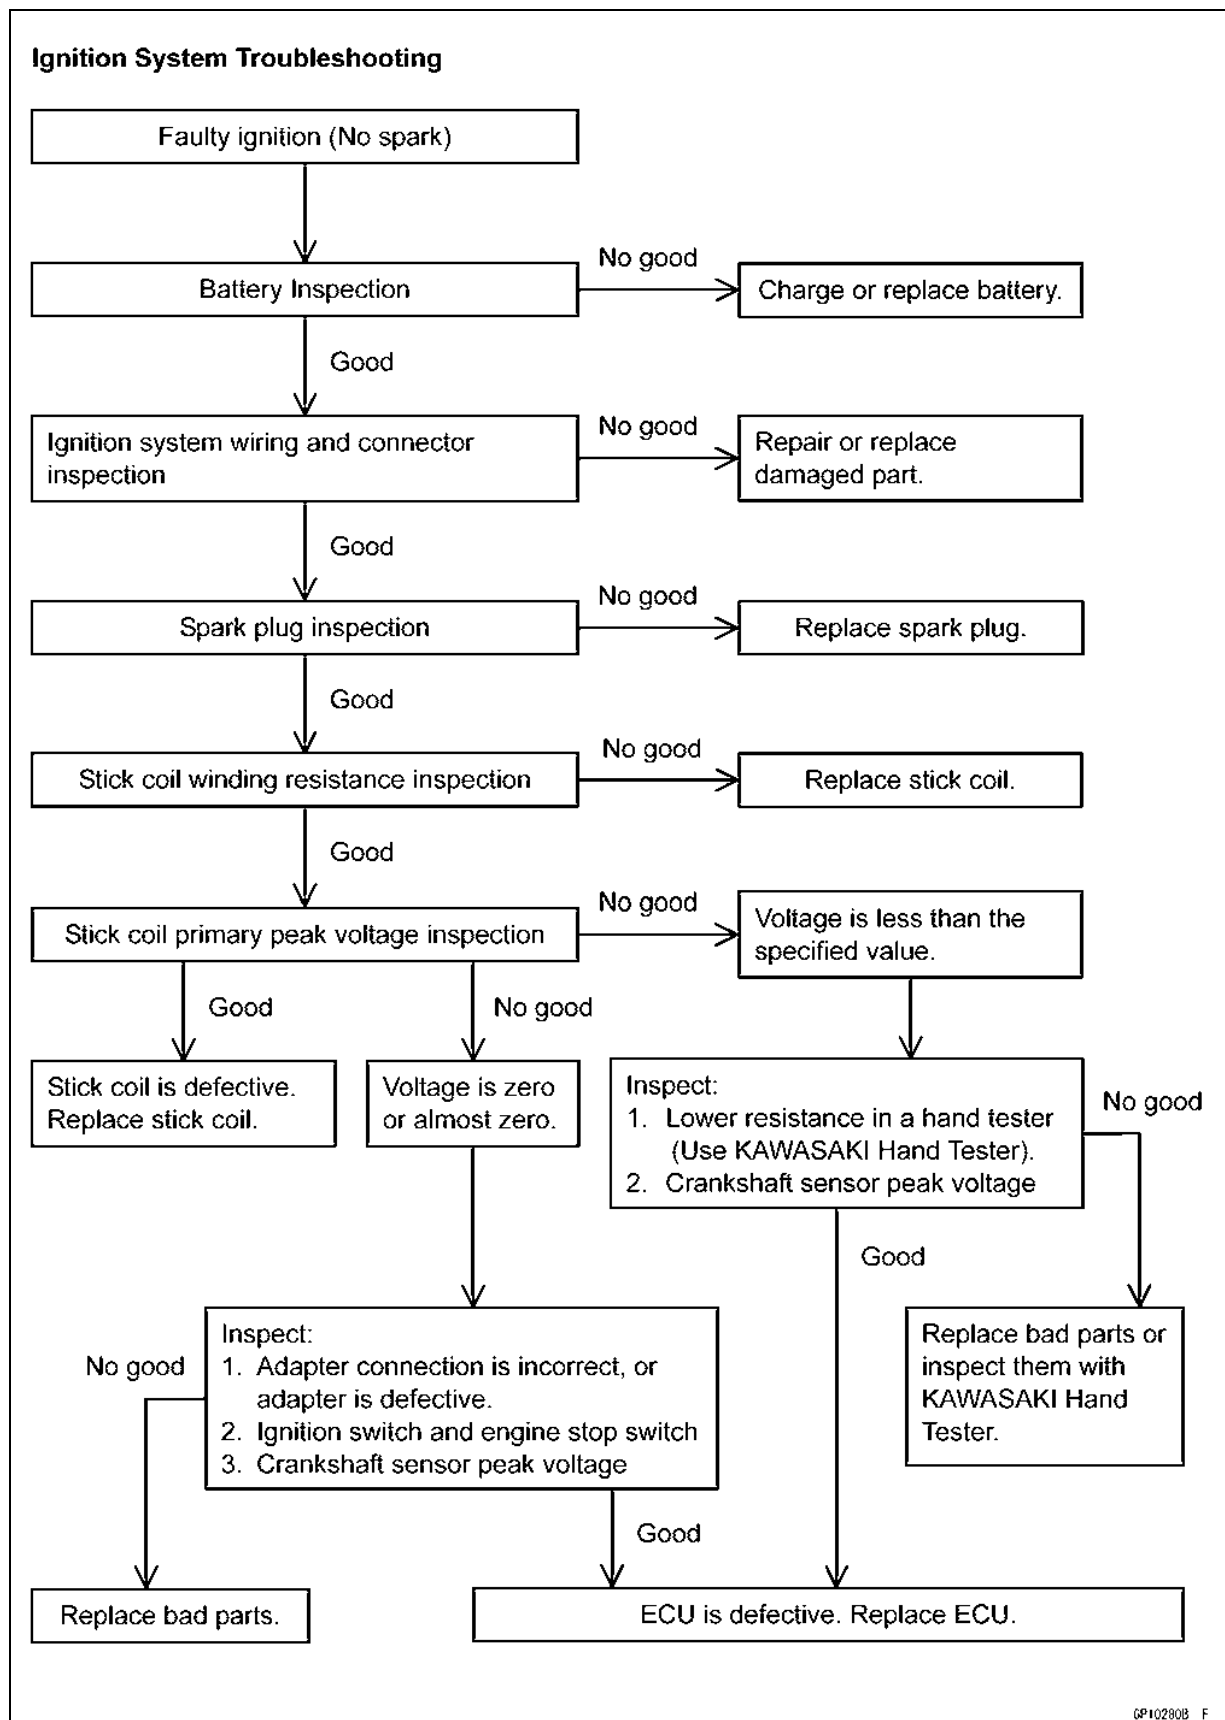 Ignition System Troubleshooting
Faulty ignition (No spark)
No good
Battery Inspection
Charge or replace battery.
Good
No good
Ignition system wiring and connector
inspection
Repair or replace
damaged part.
Good
No good
Spark plug inspection
Replace spark plug.
Good
No good
Stick coil winding resistance inspection
Replace stick coil.
Good
No good
Stick coil primary peak voltage inspection
Voltage is less than the
specified value.
Good
No good
Stick coil is defective.
Replace stick coil.
Voltage is zero
or almost zero.
Inspect:
1. Lower resistance in a hand tester
(Use KAWASAKI Hand Tester).
2. Crankshaft sensor peak voltage
No good
Good
Inspect:
1. Adapter connection is incorrect, or
adapter is defective.
2. Ignition switch and engine stop switch
3. Crankshaft sensor peak voltage
No good
Replace bad parts or
inspect them with
KAWASAKI Hand
Tester.
Good
Replace bad parts.
ECU is defective. Replace ECU.
GP10280B F